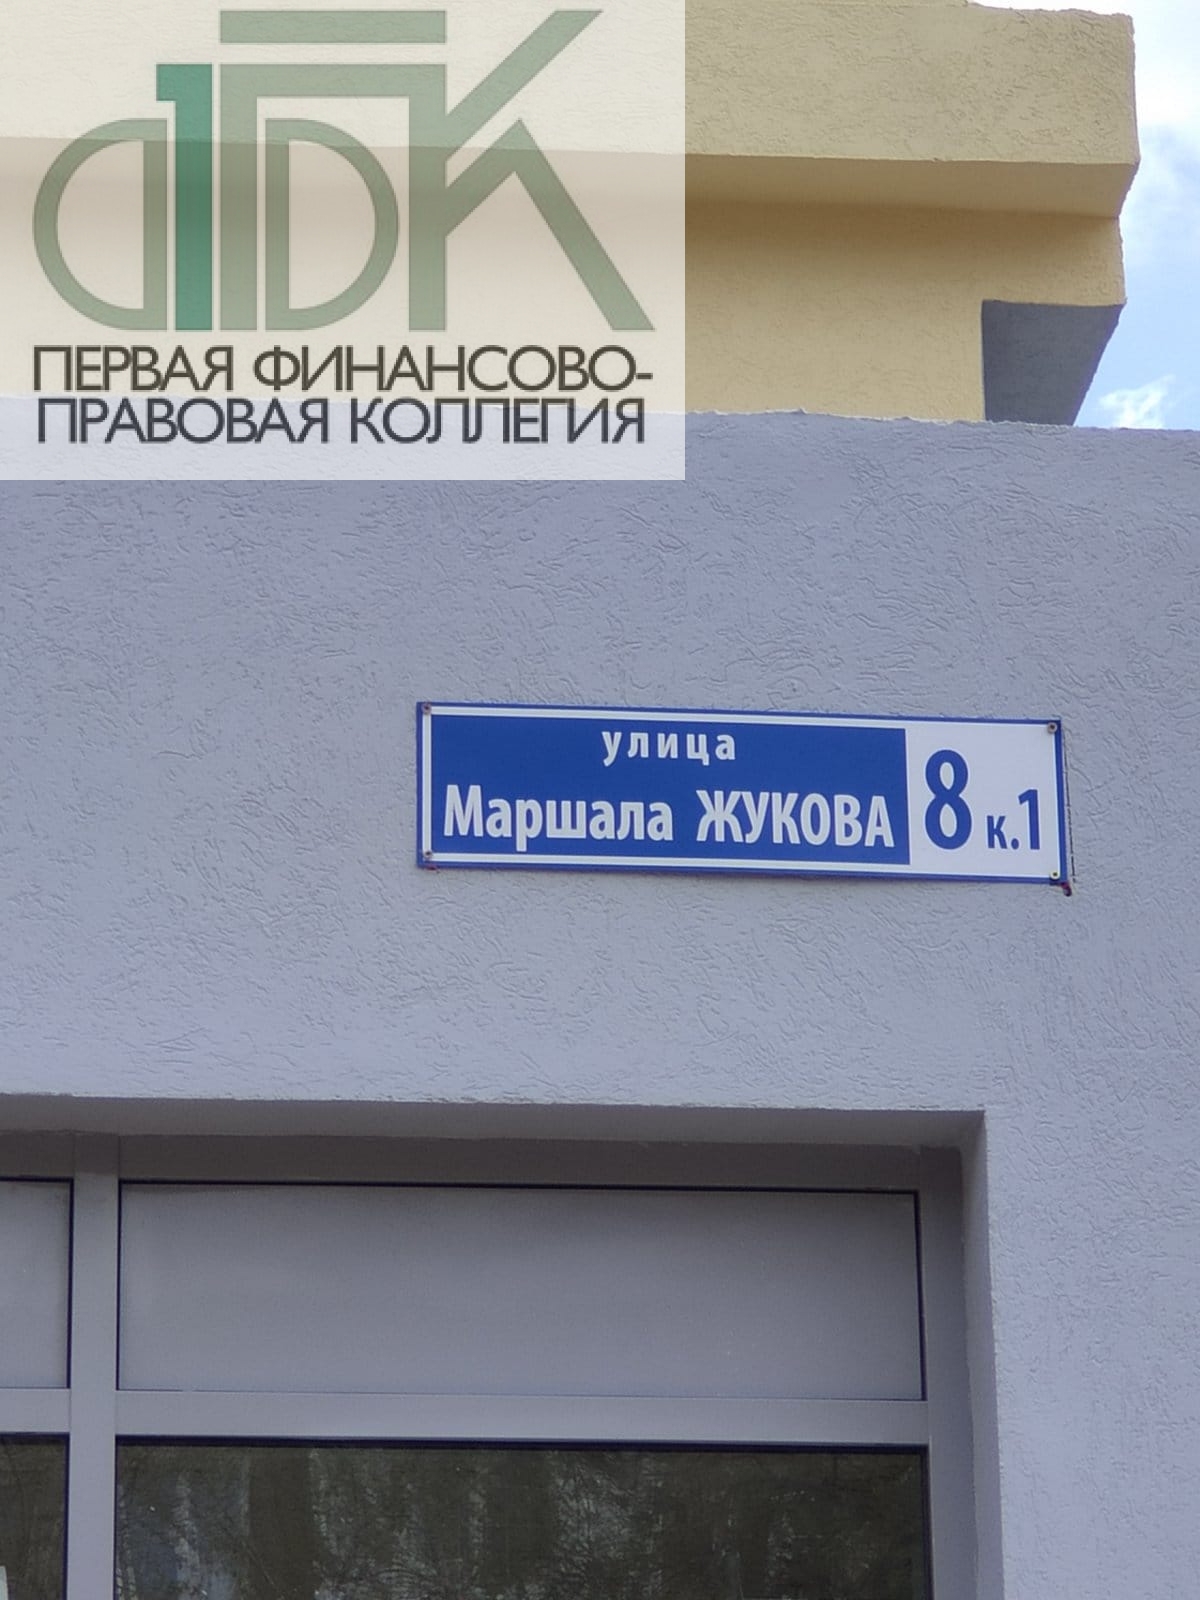 ПЕРВАЯ ФИНАНСОВО-
ПРАВОВАЯ КОЛЛЕГИЯ
улица
Маршала ЖУКОВА
8 к.1